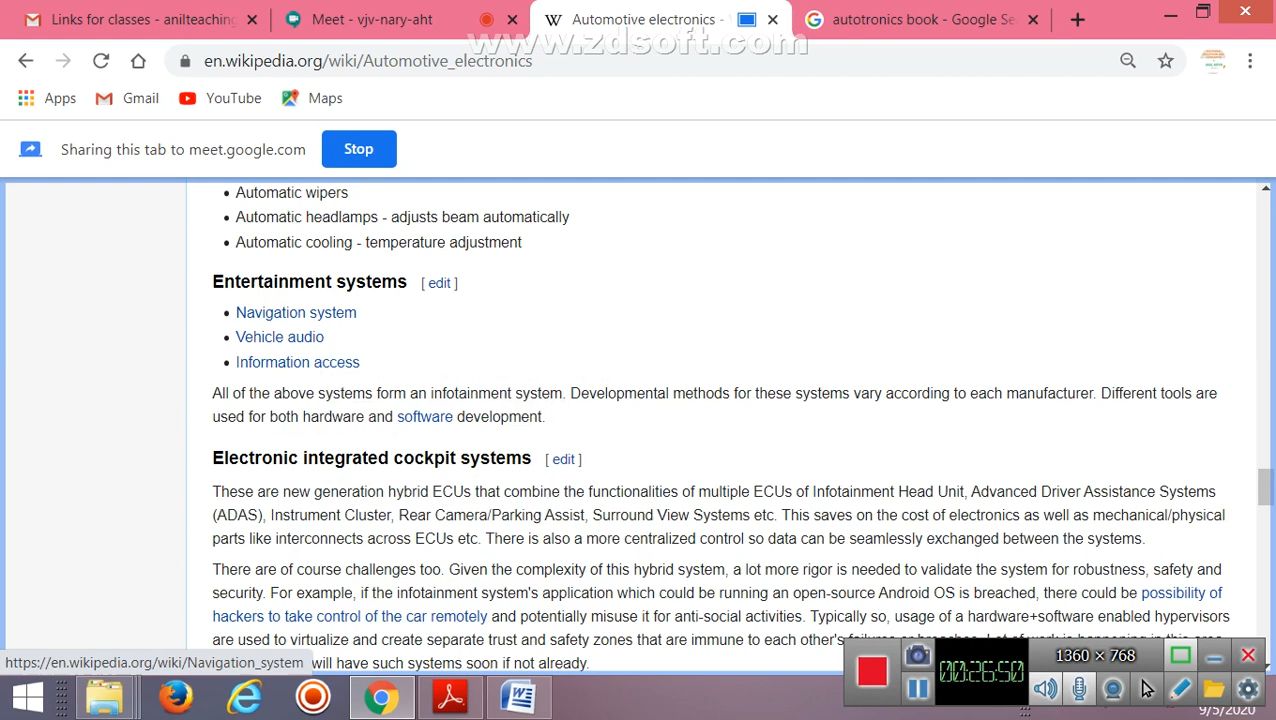 Links for classes - anilteaching
Meet - vjv-nary-aht
Automotive electronics -
autotronics book - Google Se
www.zdsoft.com
en.wikipedia.org/wiki/Automotive_electronics
Apps Gmail YouTube Maps
Sharing this tab to meet.google.com Stop
• Automatic wipers
• Automatic headlamps - adjusts beam automatically
• Automatic cooling - temperature adjustment
Entertainment systems [ edit ]
• Navigation system
• Vehicle audio
• Information access
All of the above systems form an infotainment system. Developmental methods for these systems vary according to each manufacturer. Different tools are
used for both hardware and software development.
Electronic integrated cockpit systems [ edit ]
These are new generation hybrid ECUs that combine the functionalities of multiple ECUs of Infotainment Head Unit, Advanced Driver Assistance Systems
(ADAS), Instrument Cluster, Rear Camera/Parking Assist, Surround View Systems etc. This saves on the cost of electronics as well as mechanical/physical
parts like interconnects across ECUs etc. There is also a more centralized control so data can be seamlessly exchanged between the systems.
There are of course challenges too. Given the complexity of this hybrid system, a lot more rigor is needed to validate the system for robustness, safety and
security. For example, if the infotainment system's application which could be running an open-source Android OS is breached, there could be possibility of
hackers to take control of the car remotely and potentially misuse it for anti-social activities. Typically so, usage of a hardware+software enabled hypervisors
are used to virtualize and create separate trust and safety zones that are immune to each other's failures or breaches. Lot of work is happening in this area
will have such systems soon if not already.
https://en.wikipedia.org/wiki/Navigation_system
00:26:50
1360 × 768
9/5/2020